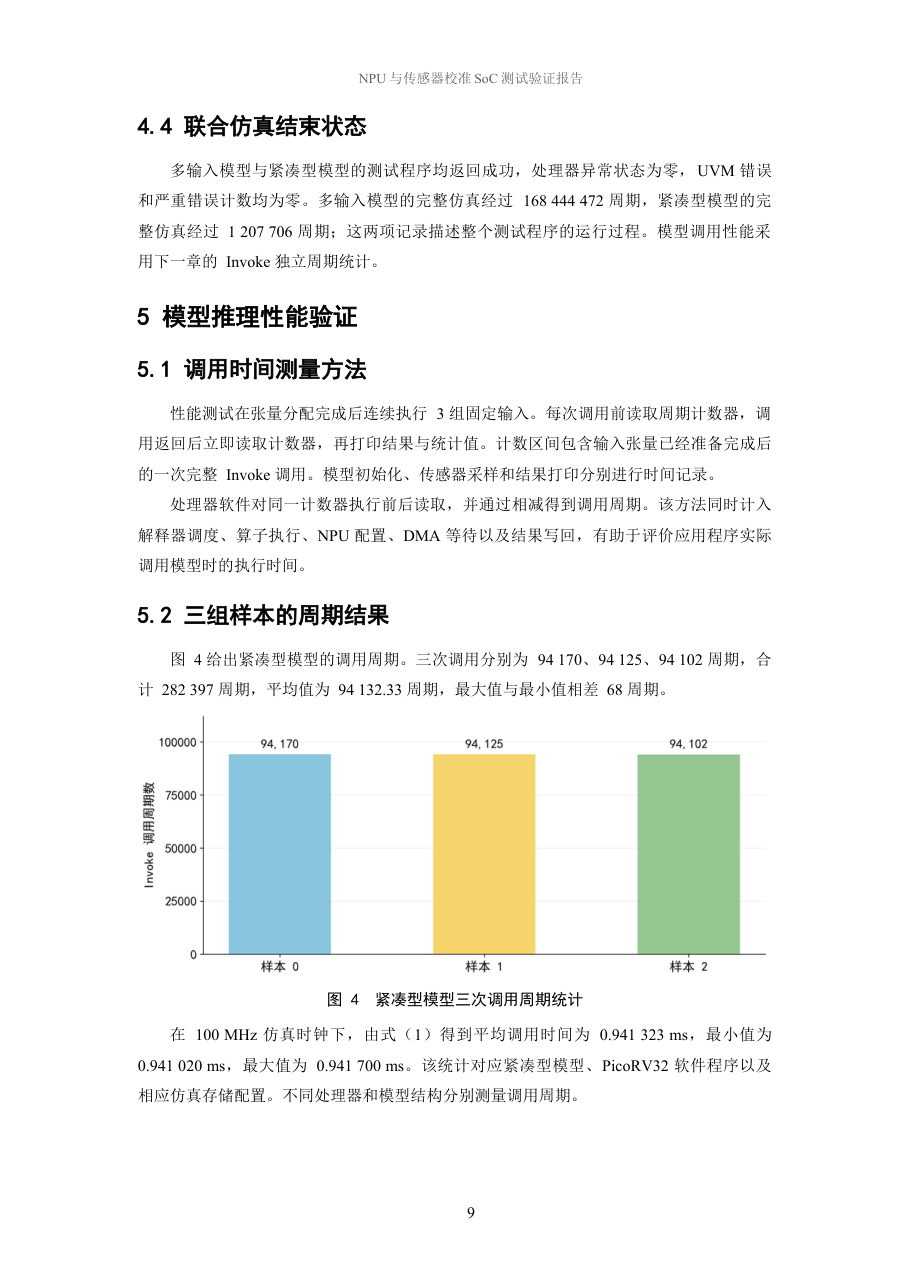 NPU 与传感器校准 SoC 测试验证报告
4.4 联合仿真结束状态
多输入模型与紧凑型模型的测试程序均返回成功，处理器异常状态为零，UVM 错误
和严重错误计数均为零。多输入模型的完整仿真经过 168 444 472 周期，紧凑型模型的完
整仿真经过 1 207 706 周期；这两项记录描述整个测试程序的运行过程。模型调用性能采
用下一章的 Invoke 独立周期统计。
5 模型推理性能验证
5.1 调用时间测量方法
性能测试在张量分配完成后连续执行 3 组固定输入。每次调用前读取周期计数器，调
用返回后立即读取计数器，再打印结果与统计值。计数区间包含输入张量已经准备完成后
的一次完整 Invoke 调用。模型初始化、传感器采样和结果打印分别进行时间记录。
处理器软件对同一计数器执行前后读取，并通过相减得到调用周期。该方法同时计入
解释器调度、算子执行、NPU 配置、DMA 等待以及结果写回，有助于评价应用程序实际
调用模型时的执行时间。
5.2 三组样本的周期结果
图 4 给出紧凑型模型的调用周期。三次调用分别为 94 170、94 125、94 102 周期，合
计 282 397 周期，平均值为 94 132.33 周期，最大值与最小值相差 68 周期。
Invoke 调用周期数
100000
75000
50000
25000
0
94,170
94,125
94,102
样本 0
样本 1
样本 2
图 4 紧凑型模型三次调用周期统计
在 100 MHz 仿真时钟下，由式（1）得到平均调用时间为 0.941 323 ms，最小值为
0.941 020 ms，最大值为 0.941 700 ms。该统计对应紧凑型模型、PicoRV32 软件程序以及
相应仿真存储配置。不同处理器和模型结构分别测量调用周期。
9